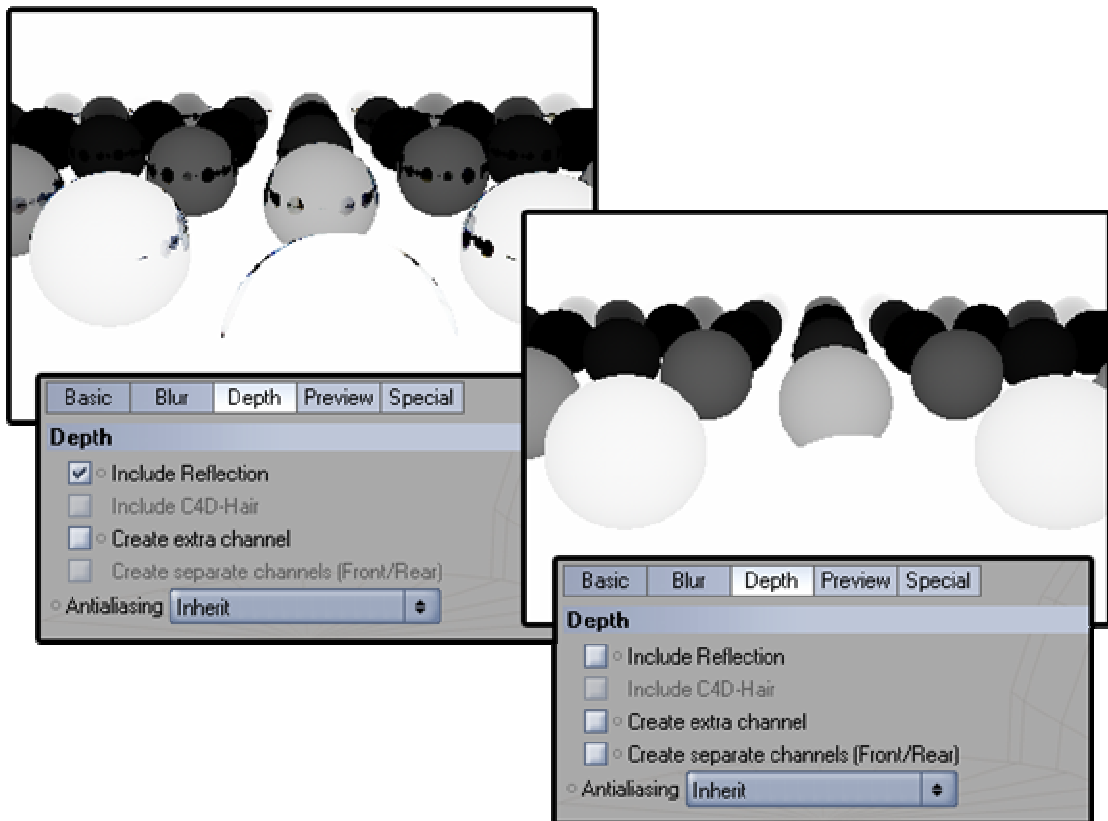 Basic Blur Depth Preview Special
Depth
Include Reflection
Include C4D-Hair
Create extra channel
Create separate channels (Front/Rear)
Antialiasing Inherit
Basic Blur Depth Preview Special
Depth
Include Reflection
Include C4D-Hair
Create extra channel
Create separate channels (Front/Rear)
Antialiasing Inherit